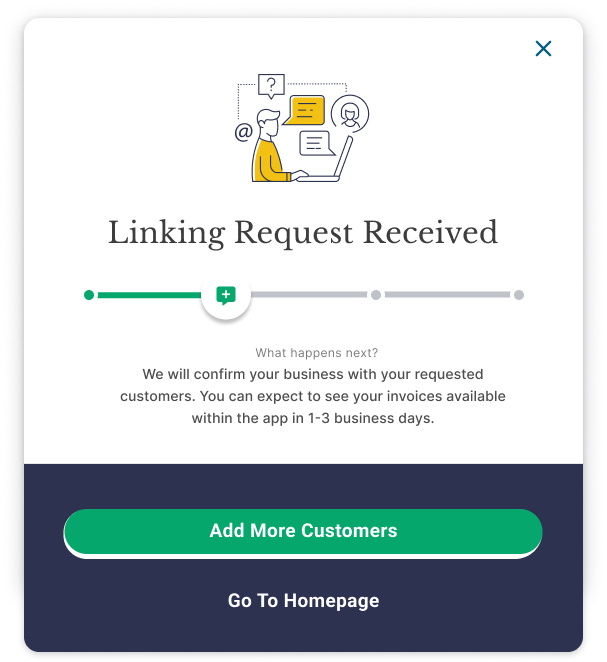 ?
@
Linking Request Received
What happens next?
We will confirm your business with your requested
customers. You can expect to see your invoices available
within the app in 1-3 business days.
Add More Customers
Go To Homepage